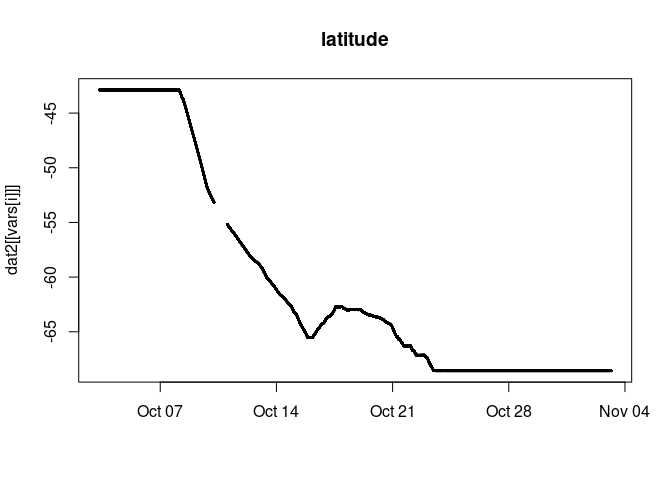 latitude
dat2[[vars[i]]]
-45
-50
-55
-60
-65
Oct 07
Oct 14
Oct 21
Oct 28
Nov 04